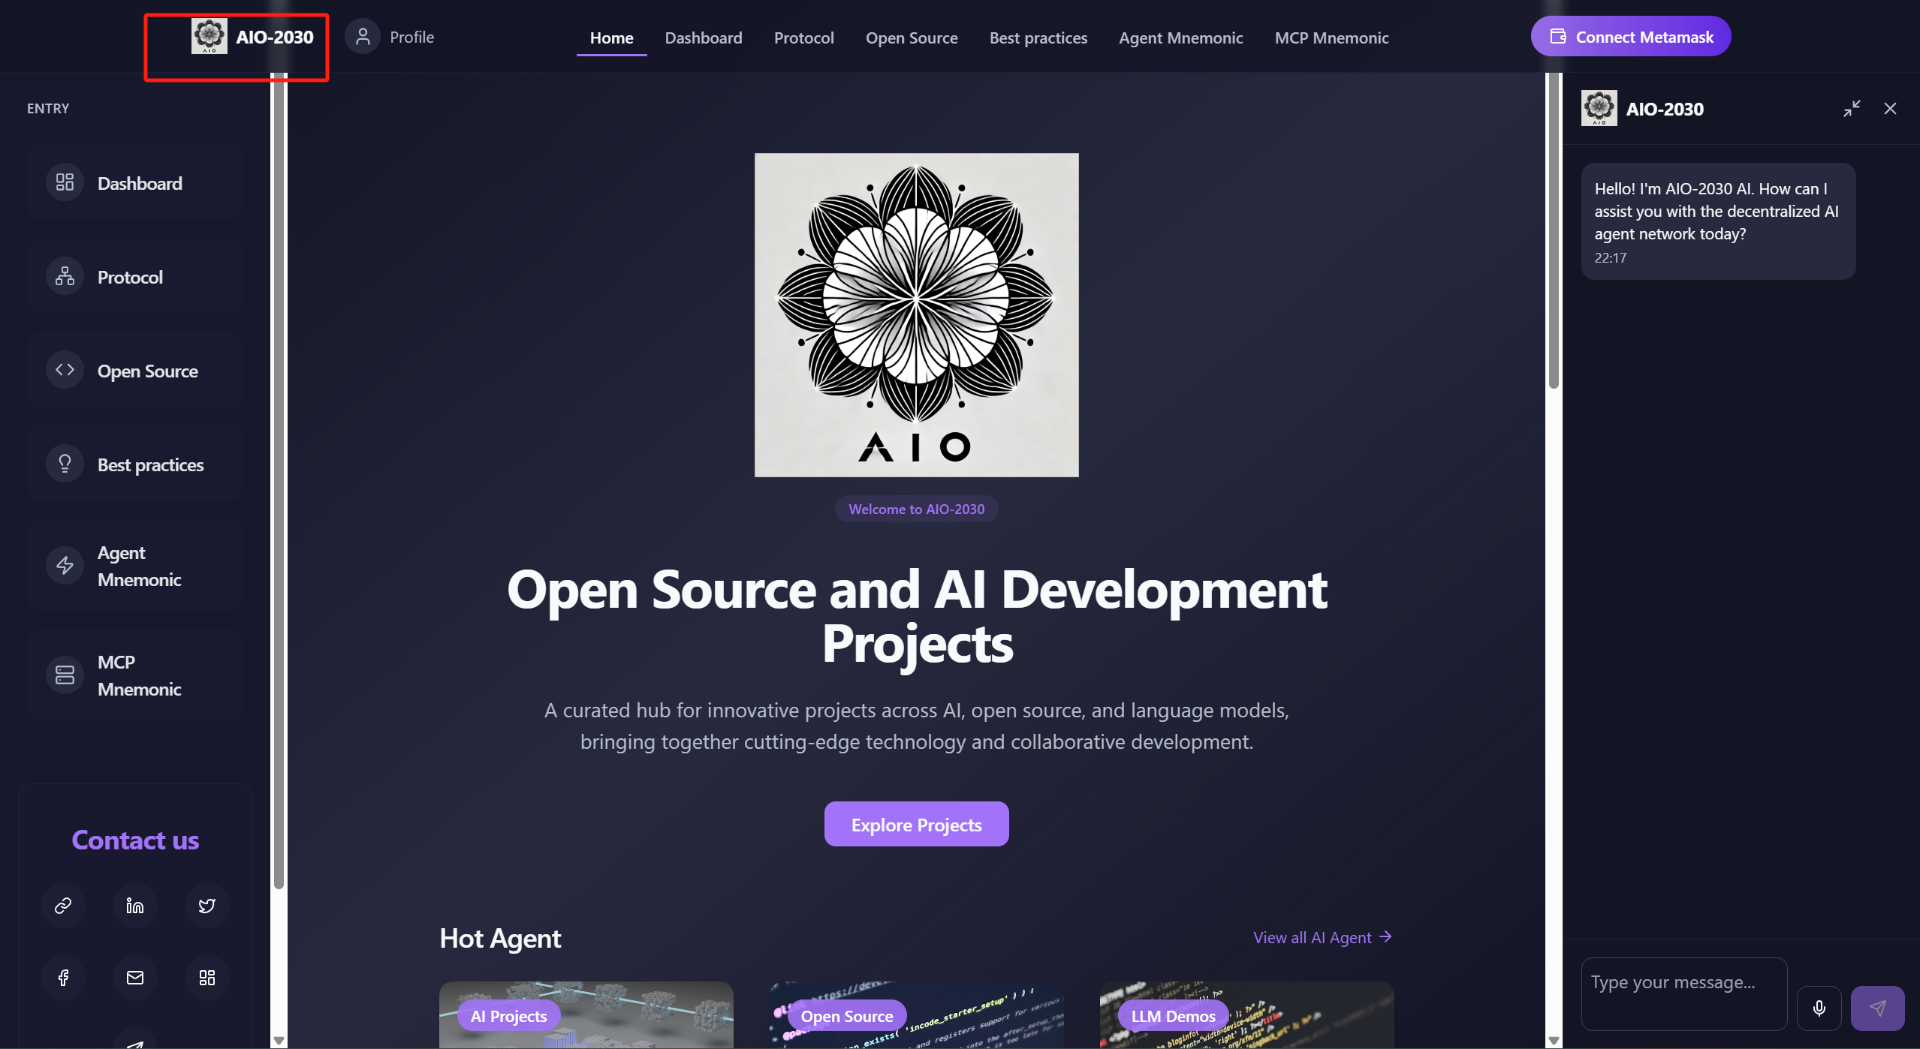 AIO
AIO-2030
Profile
Home
Dashboard
Protocol
Open Source
Best practices
Agent Mnemonic
MCP Mnemonic
Connect Metamask
ENTRY
Dashboard
Protocol
Open Source
Best practices
Agent
Mnemonic
MCP
Mnemonic
Contact us
AIO
Welcome to AIO-2030
Open Source and AI Development
Projects
A curated hub for innovative projects across AI, open source, and language models,
bringing together cutting-edge technology and collaborative development.
Explore Projects
Hot Agent
View all AI Agent
AI Projects
Open Source
'incode_starter_setup' ) ) ;
LLM Demos
AIO
AIO-2030
Hello! I'm AIO-2030 AI. How can I
assist you with the decentralized AI
agent network today?
22:17
Type your message...